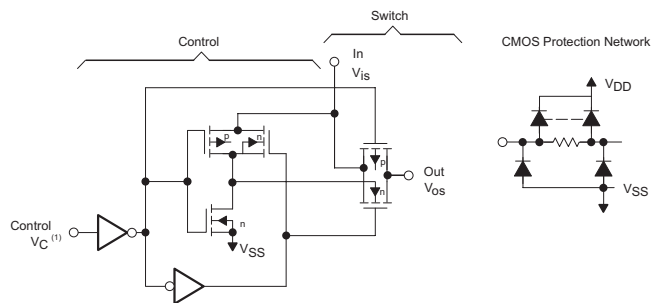 Switch
Control
In
Vis
CMOS Protection Network
VDD
p
n
p
n
Out
Vos
n
VSS
VSS
Control
VC (1)